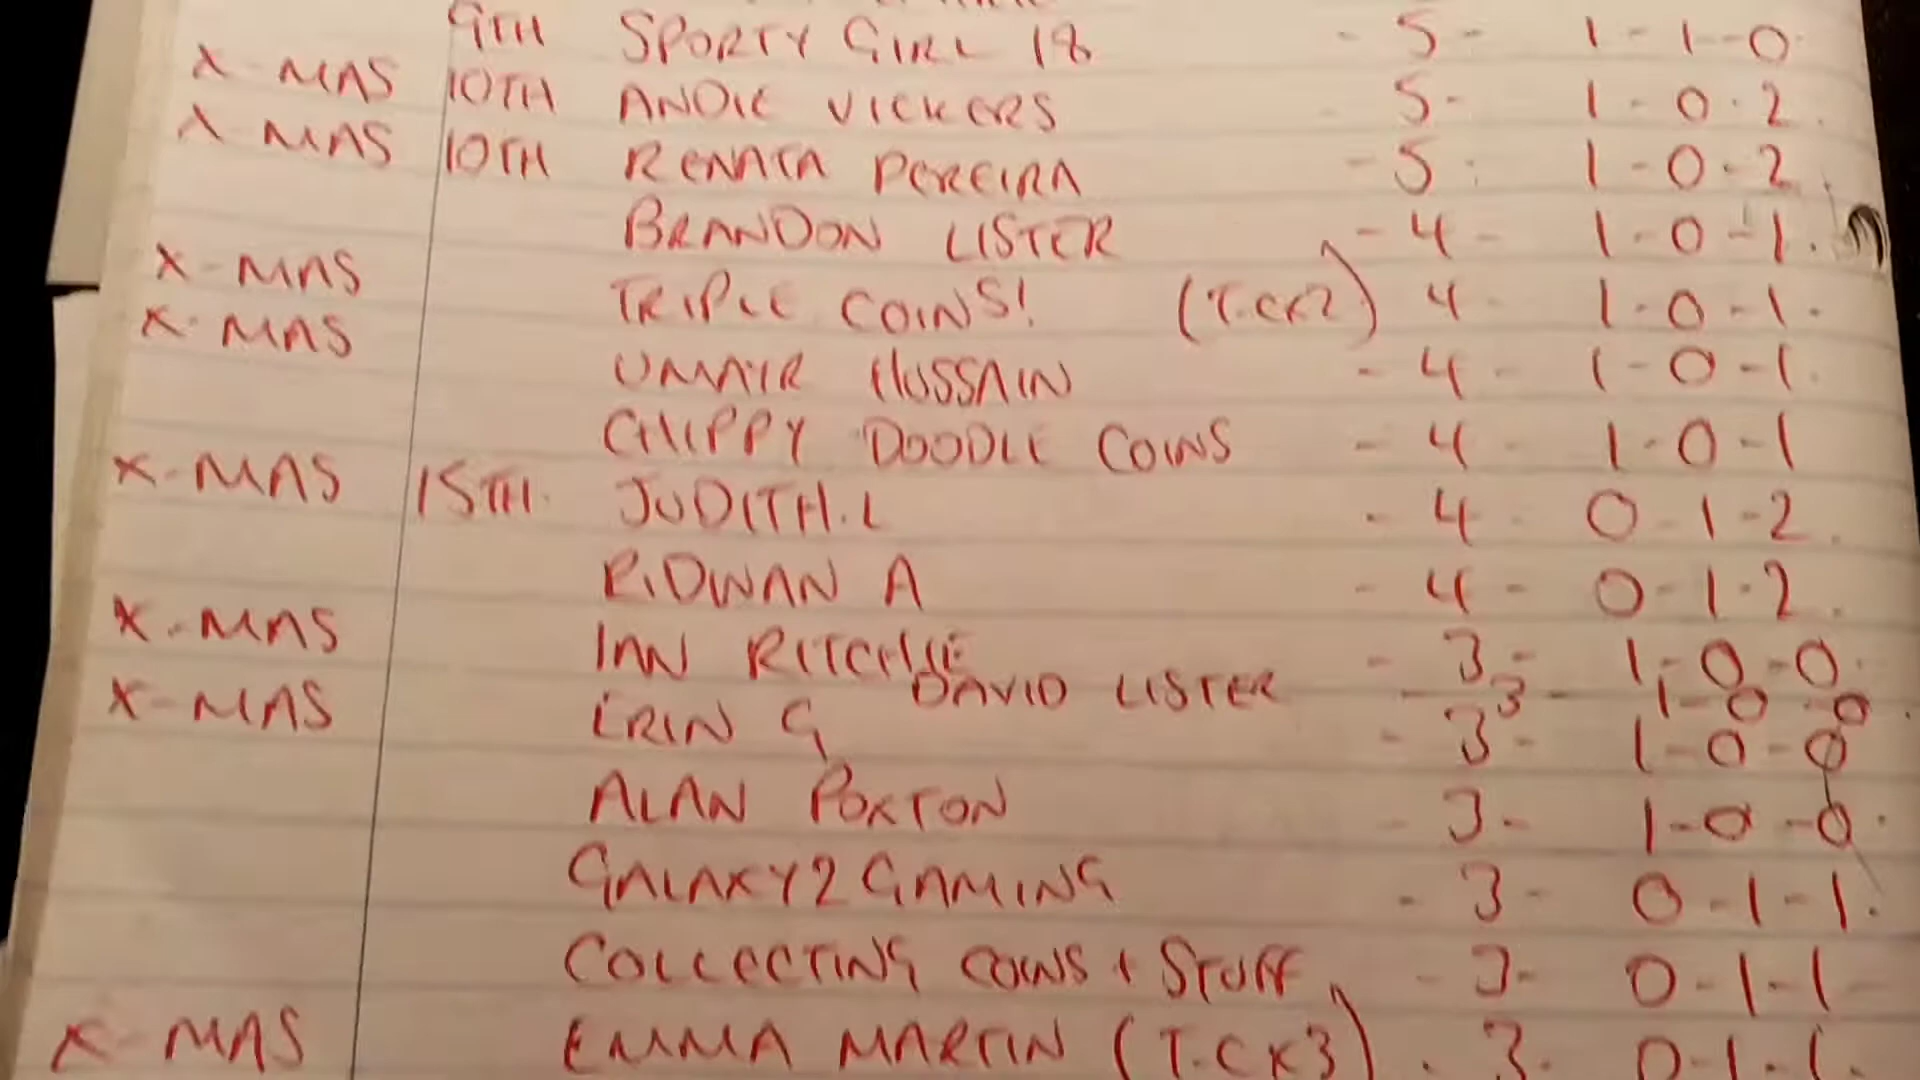 9TH SPORTY GIRL 18 - 5 - 1 - 1 - 0
X-MAS 10TH ANDIE VICKERS - 5 - 1 - 0 - 2
X-MAS 10TH RENATA PEREIRA - 5 - 1 - 0 - 2
BRANDON LISTER - 4 - 1 - 0 - 1.
X-MAS TRIPLE COINS! (T.CK2) 4 - 1 - 0 - 1.
X-MAS UMAIR HUSSAIN - 4 - 1 - 0 - 1.
CHIPPY DOODLE COINS - 4 - 1 - 0 - 1
X-MAS 15TH. JUDITH.L - 4 - 0 - 1 - 2.
RIDWAN A - 4 - 0 - 1 - 2.
X-MAS IAN RITCHIE - 3 - 1 - 0 - 0.
DAVID LISTER - 3 - 1 - 0 - 0.
X-MAS ERIN G - 3 - 1 - 0 - 0
ALAN POXTON - 3 - 1 - 0 - 0.
GALAXY2GAMING - 3 - 0 - 1 - 1.
COLLECTING COINS + STUFF - 3 - 0 - 1 - 1
X-MAS EMMA MARTIN (T.CK3) - 3 - 0 - 1 - 1.